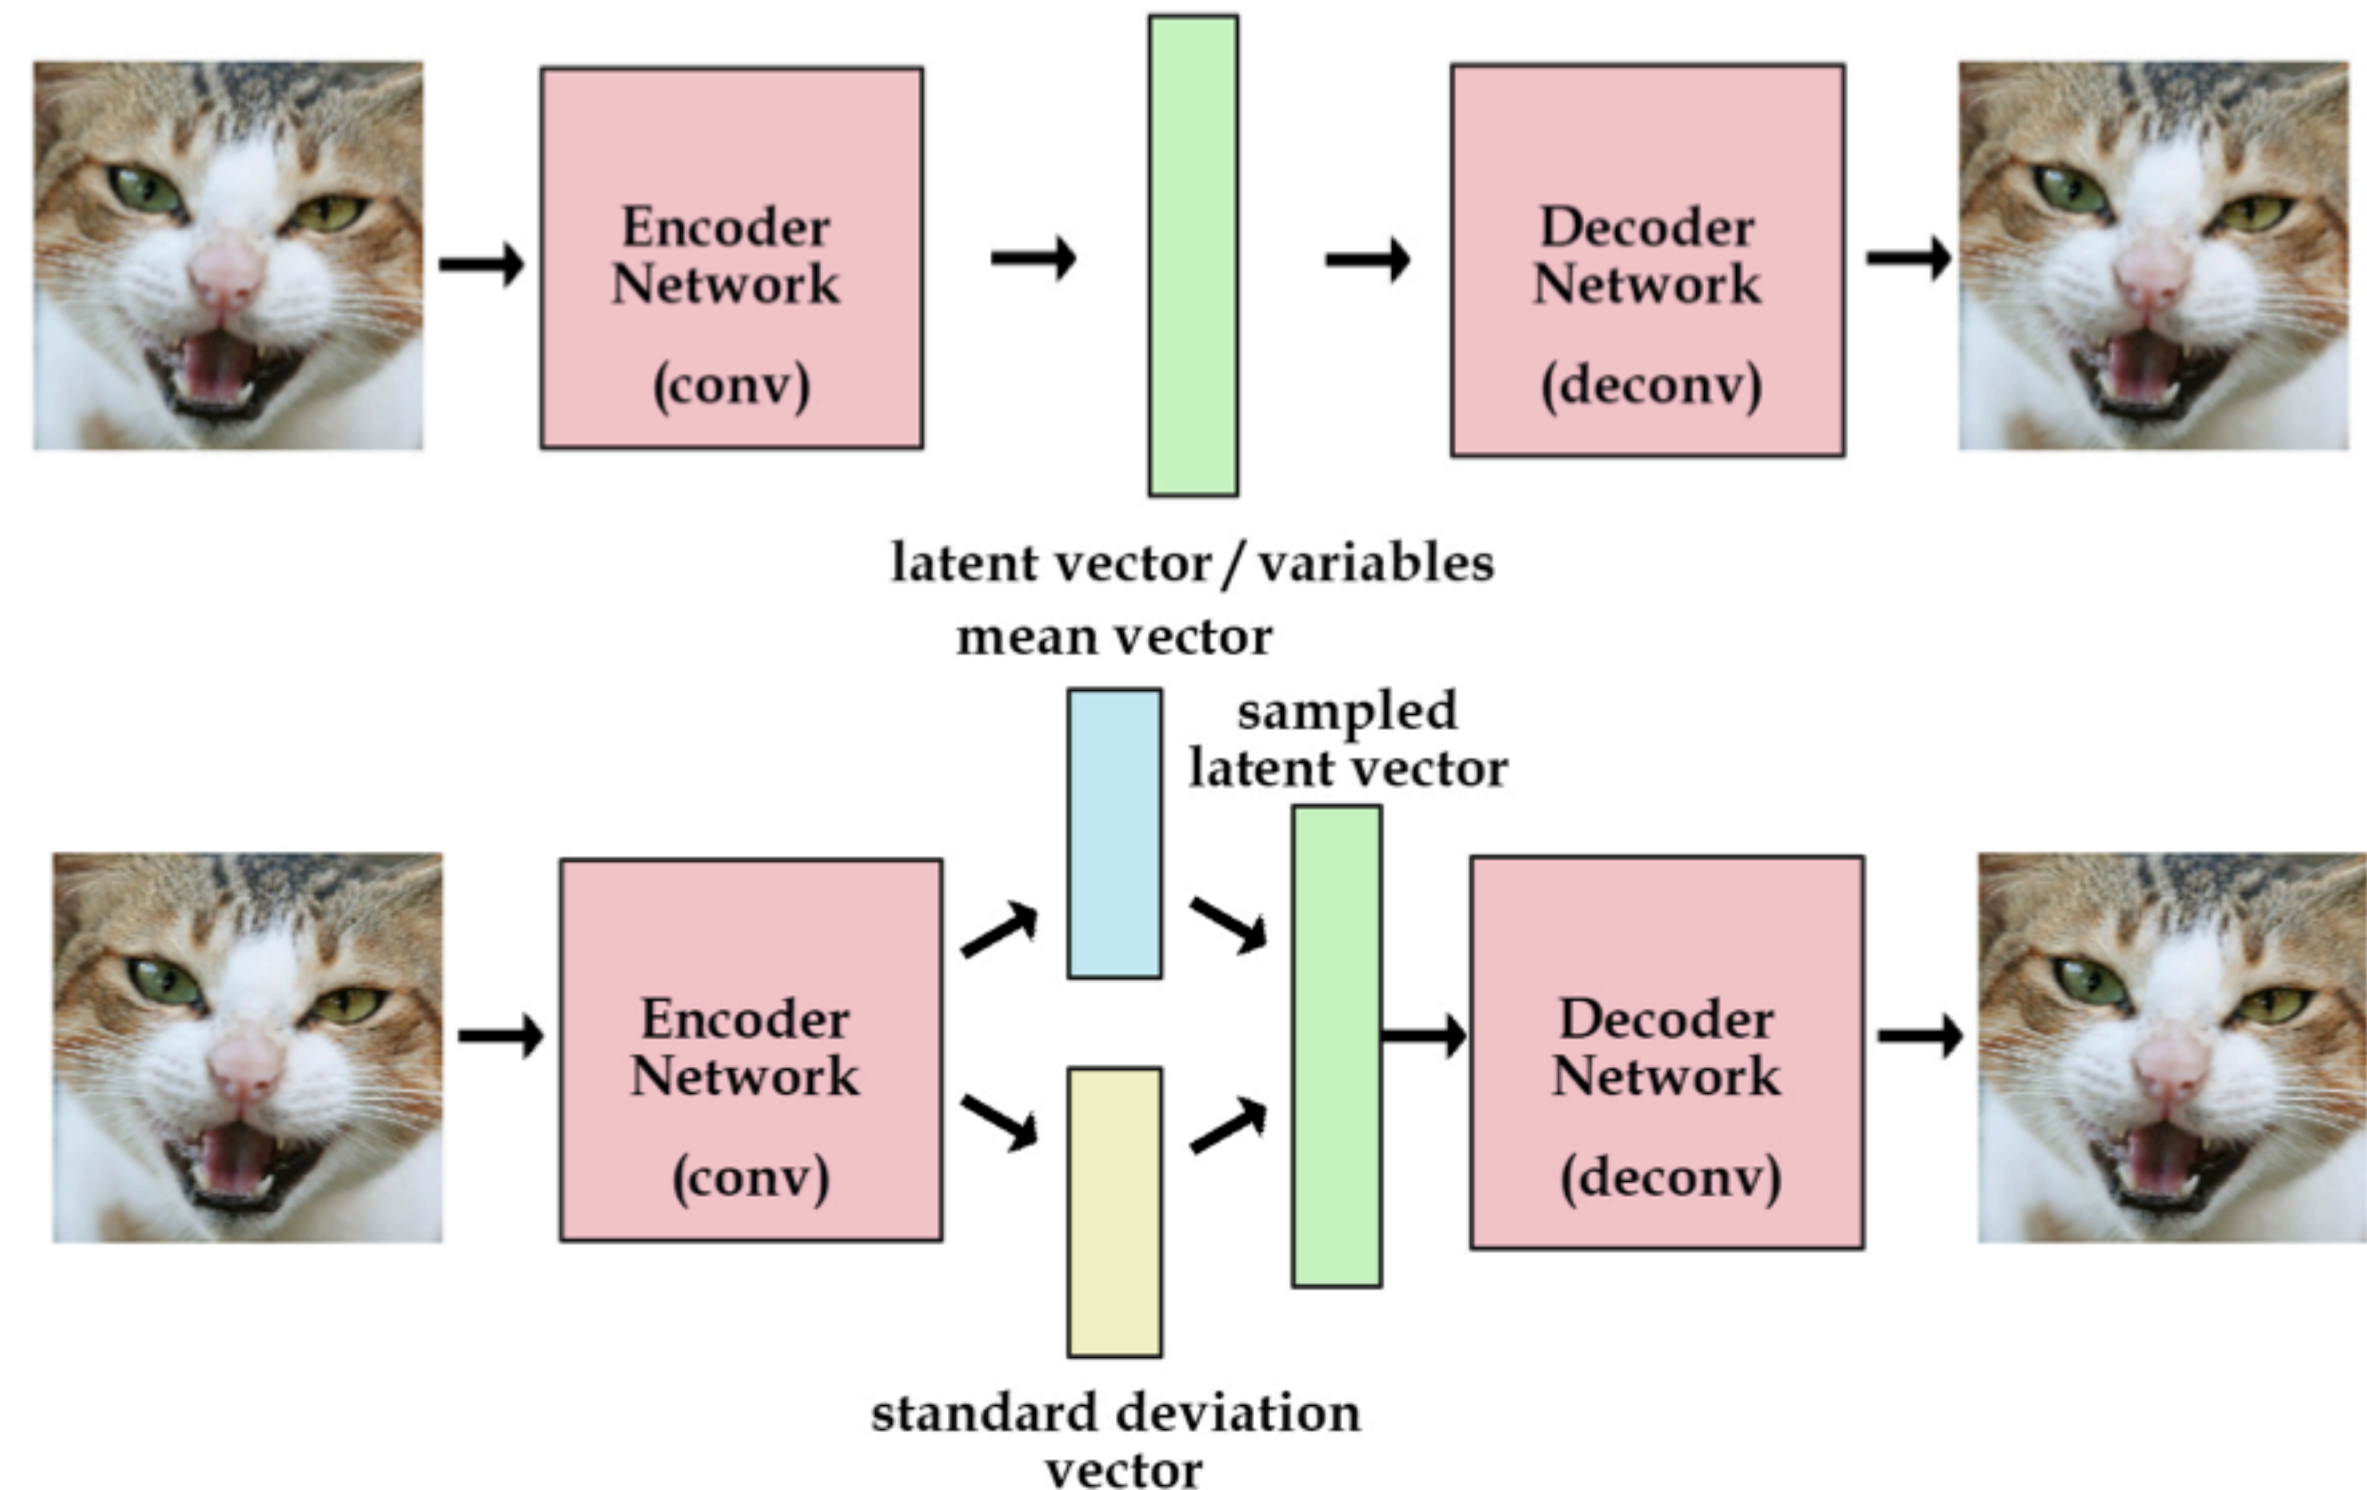 Encoder
Network
(conv)
Decoder
Network
(deconv)
latent vector / variables
mean vector
sampled
latent vector
Encoder
Network
(conv)
Decoder
Network
(deconv)
standard deviation
vector